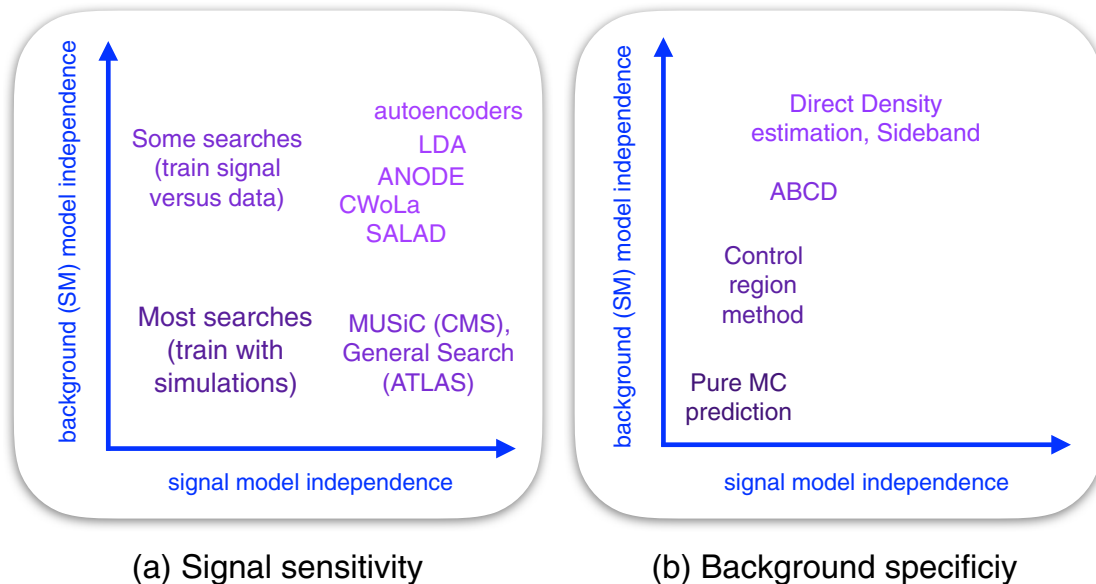 background (SM) model independence
Some searches
(train signal
versus data)
autoencoders
LDA
ANODE
CWoLa
SALAD
Most searches
(train with
simulations)
MUSiC (CMS),
General Search
(ATLAS)
signal model independence
(a) Signal sensitivity
background (SM) model independence
Direct Density
estimation, Sideband
ABCD
Control
region
method
Pure MC
prediction
signal model independence
(b) Background specificiy